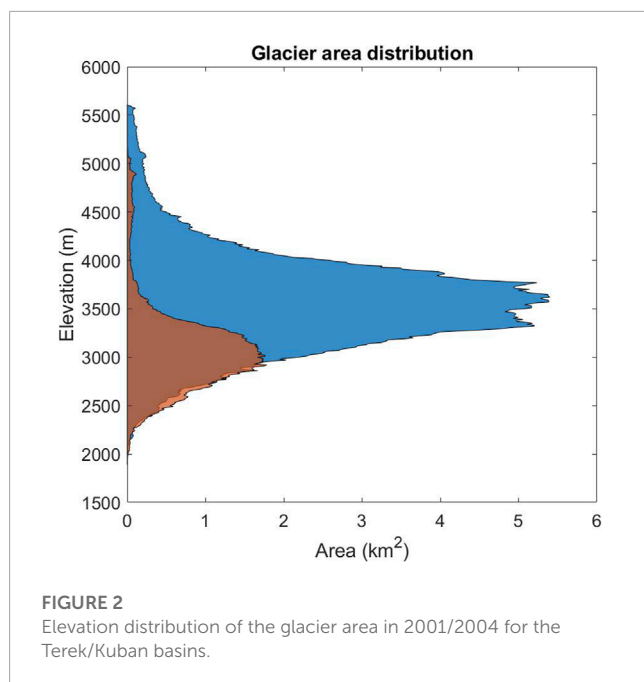 Glacier area distribution
6000
5500
5000
4500
4000
3500
3000
2500
2000
1500
Elevation (m)
0 1 2 3 4 5 6
Area (km²)
FIGURE 2
Elevation distribution of the glacier area in 2001/2004 for the
Terek/Kuban basins.